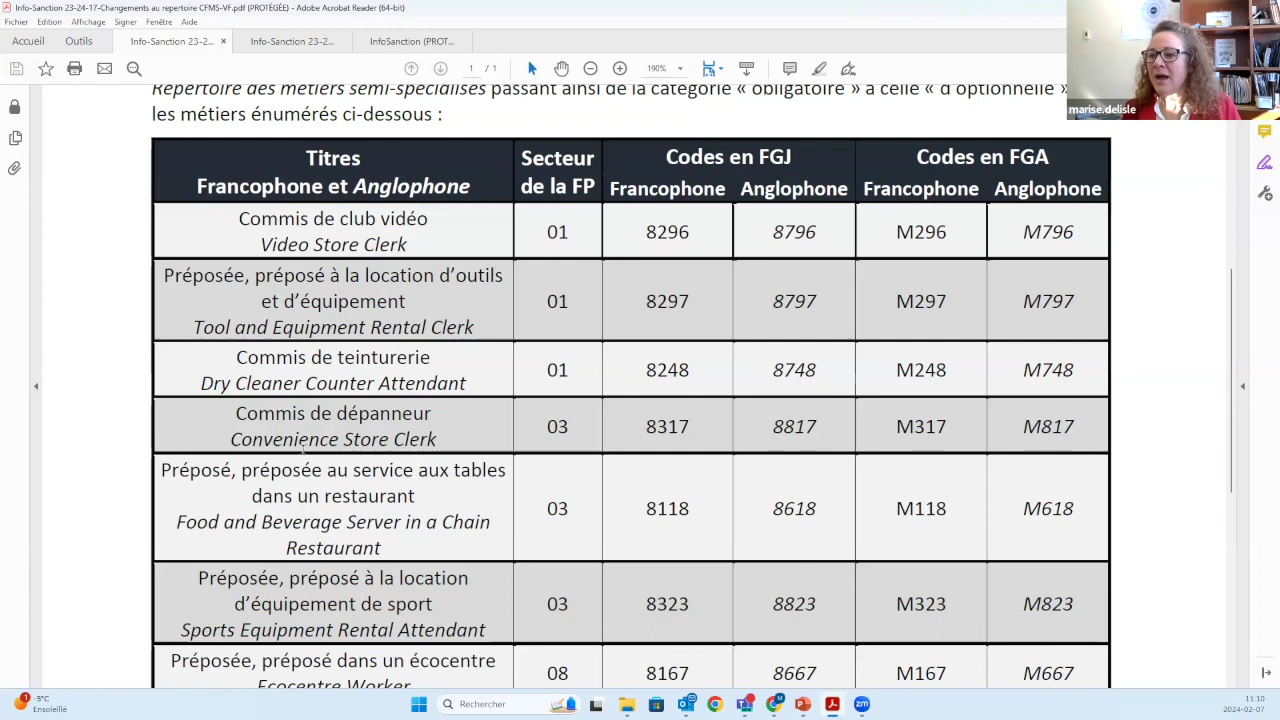 Info-Sanction 23-24-17-Changements au repertoire CFMS-VF.pdf (PROTÉGÉE) - Adobe Acrobat Reader (64-bit)
Fichier Edition Affichage Signer Fenêtre Aide
Accueil Outils Info-Sanction 23-2... × Info-Sanction 23-2... InfoSanction (PROT...
/ 1 190%
marise.delisle
Répertoire des métiers semi-spécialisés passant ainsi de la catégorie « obligatoire » à celle « d'optionnelle »
les métiers énumérés ci-dessous :
Titres
Francophone et Anglophone
Secteur
de la FP
Codes en FGJ
Francophone Anglophone
Codes en FGA
Francophone Anglophone
Commis de club vidéo
Video Store Clerk
01 8296 8796 M296 M796
Préposée, préposé à la location d'outils
et d'équipement
Tool and Equipment Rental Clerk
01 8297 8797 M297 M797
Commis de teinturerie
Dry Cleaner Counter Attendant
01 8248 8748 M248 M748
Commis de dépanneur
Convenience Store Clerk
03 8317 8817 M317 M817
Préposé, préposée au service aux tables
dans un restaurant
Food and Beverage Server in a Chain
Restaurant
03 8118 8618 M118 M618
Préposée, préposé à la location
d'équipement de sport
Sports Equipment Rental Attendant
03 8323 8823 M323 M823
Préposée, préposé dans un écocentre
Ecocentre Worker
08 8167 8667 M167 M667
-5°C
Ensoleillé
Rechercher
11:10
2024-02-07